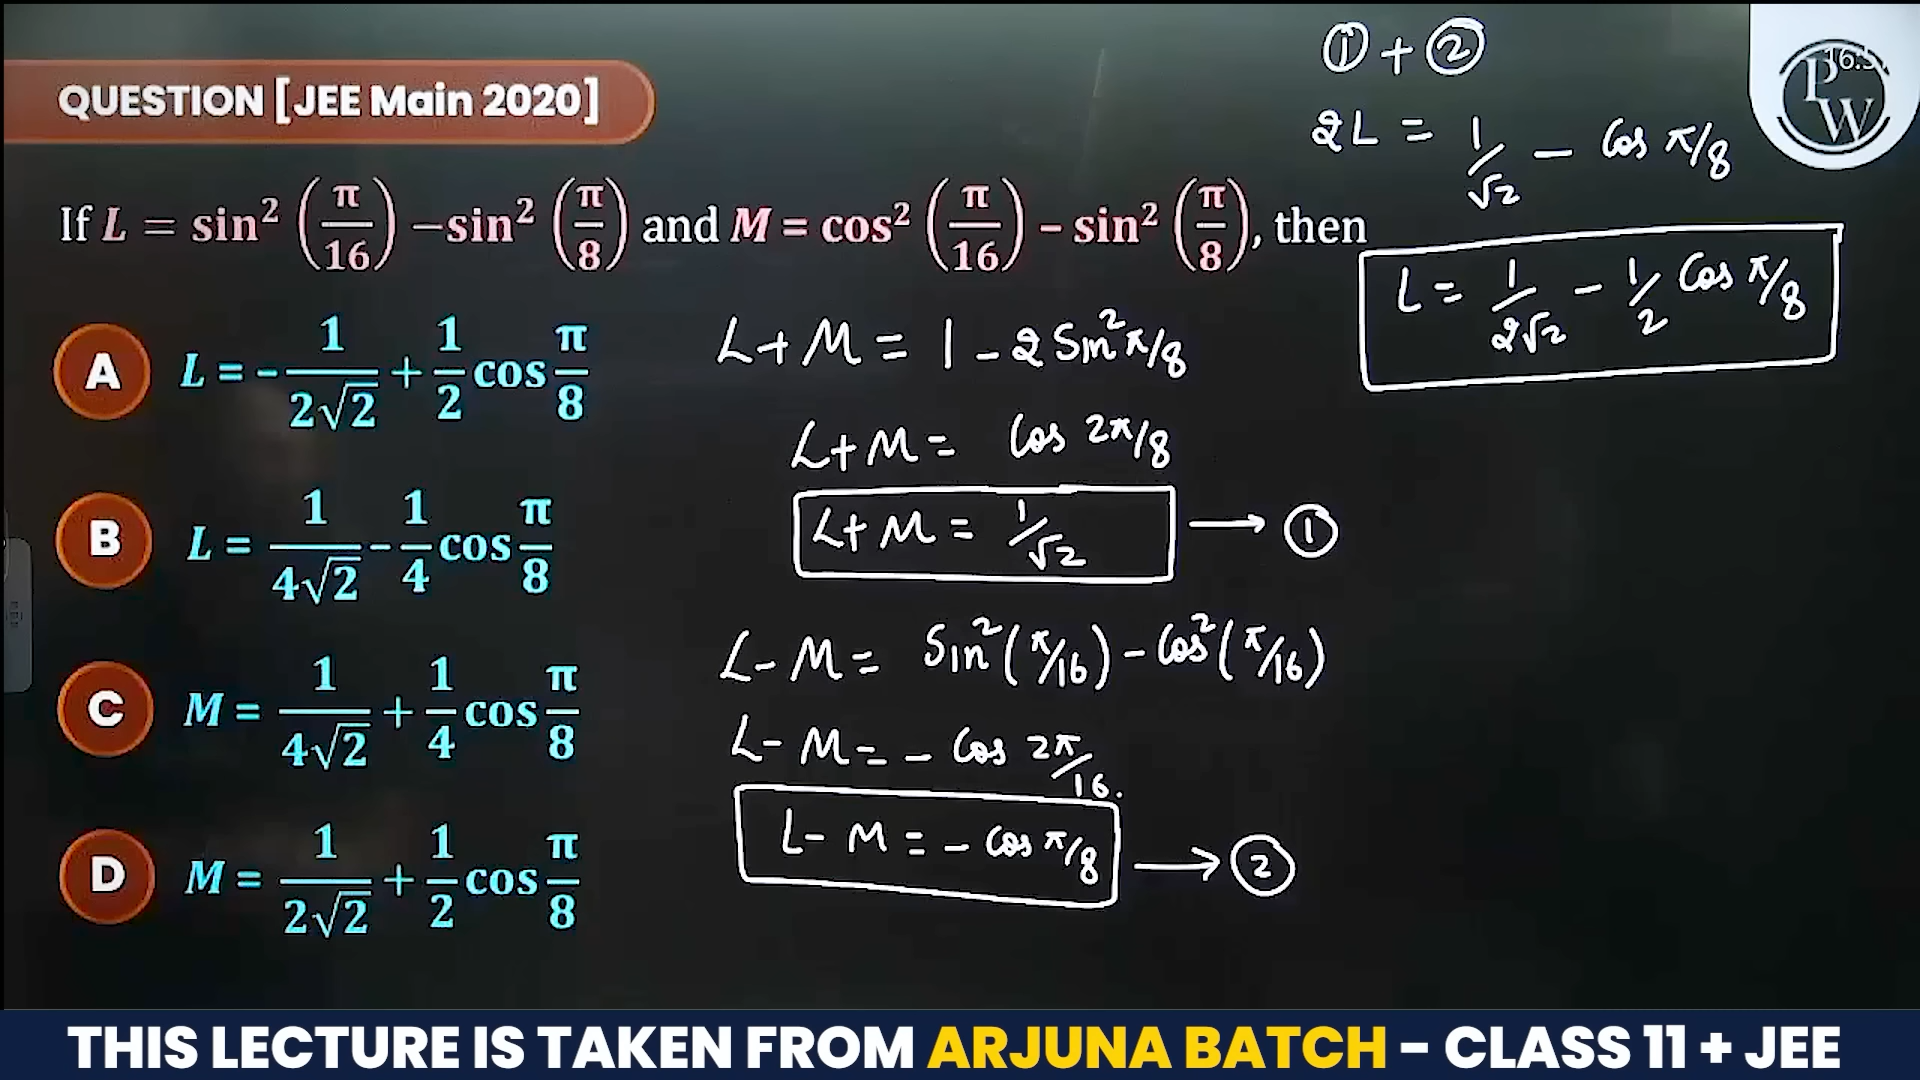 QUESTION [JEE Main 2020]
If L = sin² (π/16) −sin² (π/8) and M = cos² (π/16) − sin² (π/8), then
A L = - 1/2√2 + 1/2 cos π/8
B L = 1/4√2 − 1/4 cos π/8
C M = 1/4√2 + 1/4 cos π/8
D M = 1/2√2 + 1/2 cos π/8
L+M = 1 - 2 Sin² π/8
L+M = Cos 2π/8
L+M = 1/√2 → ①
L-M = Sin² (π/16) - Cos² (π/16)
L-M = - Cos 2π/16.
L-M = - Cos π/8 → ②
① + ②
2L = 1/√2 - Cos π/8
L = 1/2√2 - 1/2 Cos π/8
PW
THIS LECTURE IS TAKEN FROM ARJUNA BATCH - CLASS 11 + JEE